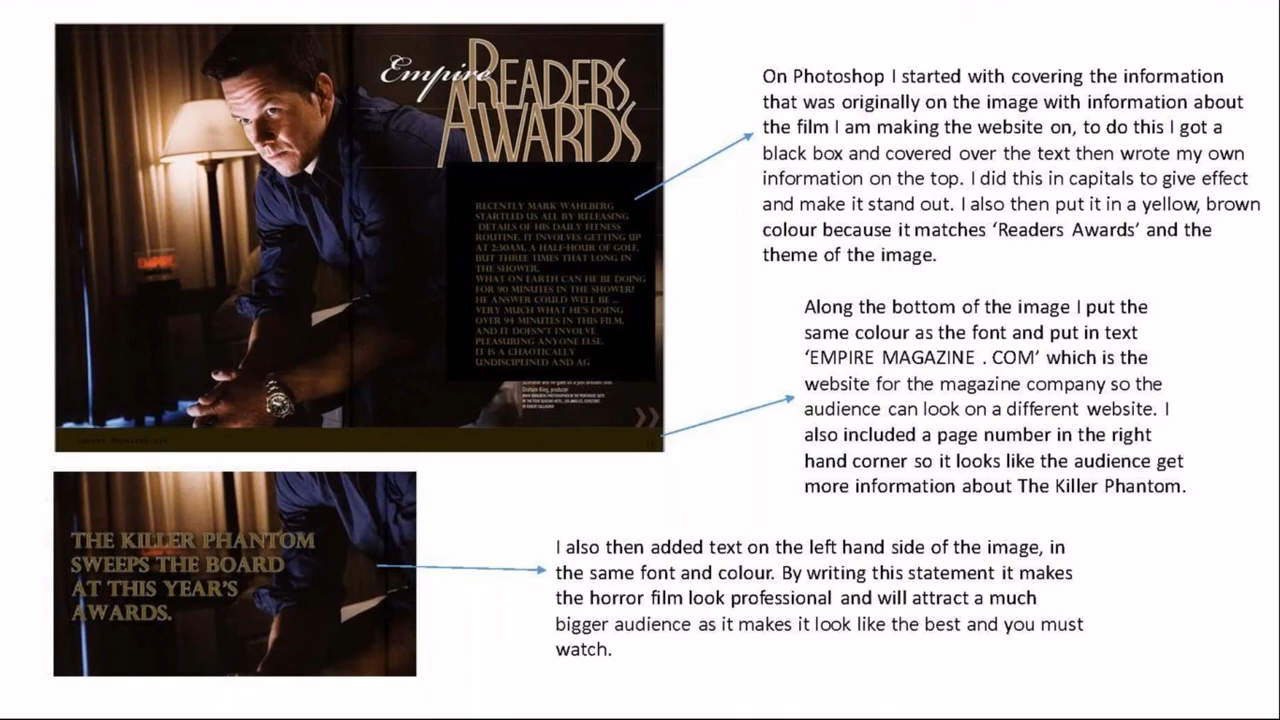 Empire READERS
AWARDS
RECENTLY MARK WAHLBERG
STARTLED US ALL BY RELEASING
DETAILS OF HIS DAILY FITNESS
ROUTINE. IT INVOLVES GETTING UP
AT 2:30AM, A HALF-HOUR OF GOLF,
BUT THREE TIMES THAT LONG IN
THE SHOWER.
WHAT ON EARTH CAN HE BE DOING
FOR 90 MINUTES IN THE SHOWER?
HE ANSWER COULD WELL BE ...
VERY MUCH WHAT HE'S DOING
OVER 94 MINUTES IN THIS FILM,
AND IT DOESN'T INVOLVE
PLEASURING ANYONE ELSE.
IT IS A CHAOTICALLY
UNDISCIPLINED AND AG
Graham King, producer
On Photoshop I started with covering the information
that was originally on the image with information about
the film I am making the website on, to do this I got a
black box and covered over the text then wrote my own
information on the top. I did this in capitals to give effect
and make it stand out. I also then put it in a yellow, brown
colour because it matches ‘Readers Awards’ and the
theme of the image.
Along the bottom of the image I put the
same colour as the font and put in text
‘EMPIRE MAGAZINE . COM’ which is the
website for the magazine company so the
audience can look on a different website. I
also included a page number in the right
hand corner so it looks like the audience get
more information about The Killer Phantom.
THE KILLER PHANTOM
SWEEPS THE BOARD
AT THIS YEAR'S
AWARDS.
I also then added text on the left hand side of the image, in
the same font and colour. By writing this statement it makes
the horror film look professional and will attract a much
bigger audience as it makes it look like the best and you must
watch.